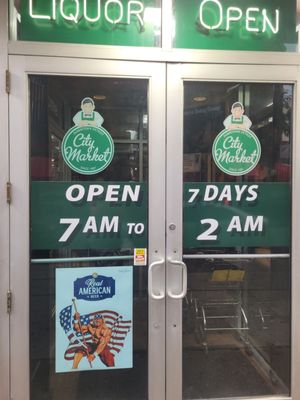 LIQUOR OPEN
City Market
City Market
OPEN 7 DAYS
7 AM TO 2 AM
Real
AMERICAN
BEER